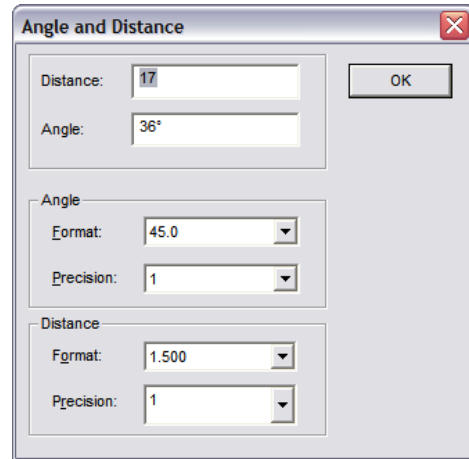 Angle and Distance
Distance: 17 OK
Angle: 36°
Angle
Format: 45.0
Precision: 1
Distance
Format: 1.500
Precision: 1